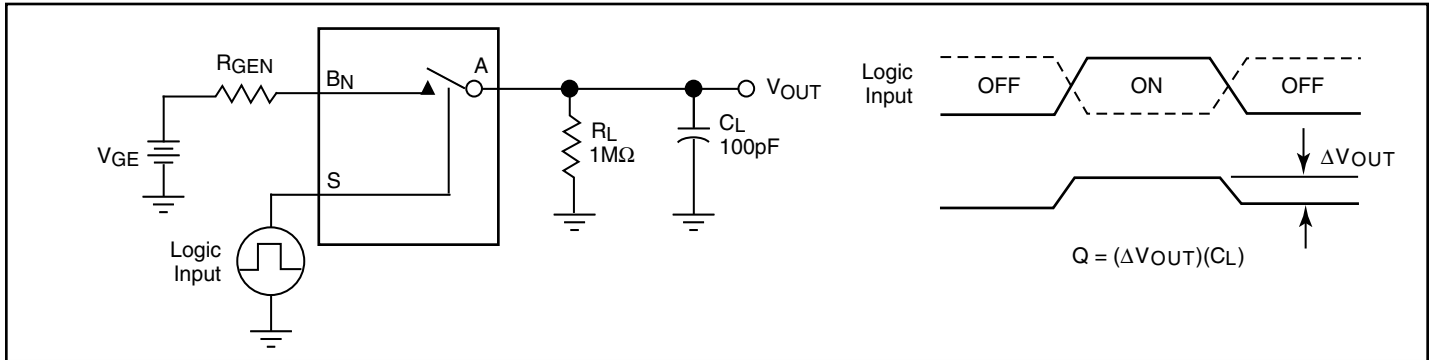 RGEN
BN
A
VOUT
RL
1MΩ
CL
100pF
VGE
S
Logic
Input
Logic
Input
OFF
ON
OFF
ΔVOUT
Q = (ΔVOUT)(CL)